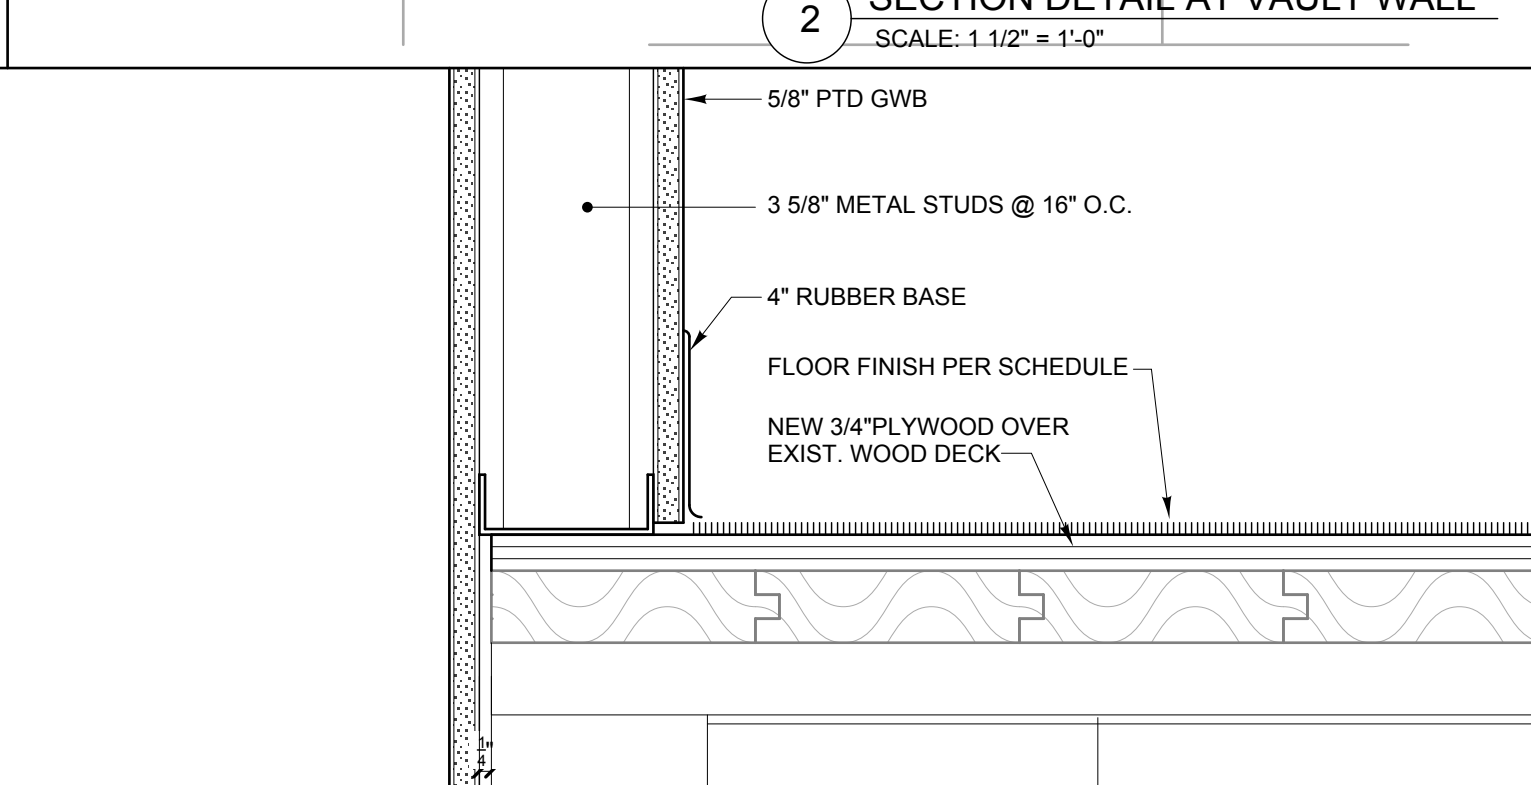 2
SECTION DETAIL AT VAULT WALL
SCALE: 1 1/2" = 1'-0"
5/8" PTD GWB
3 5/8" METAL STUDS @ 16" O.C.
4" RUBBER BASE
FLOOR FINISH PER SCHEDULE
NEW 3/4"PLYWOOD OVER
EXIST. WOOD DECK
1/4"